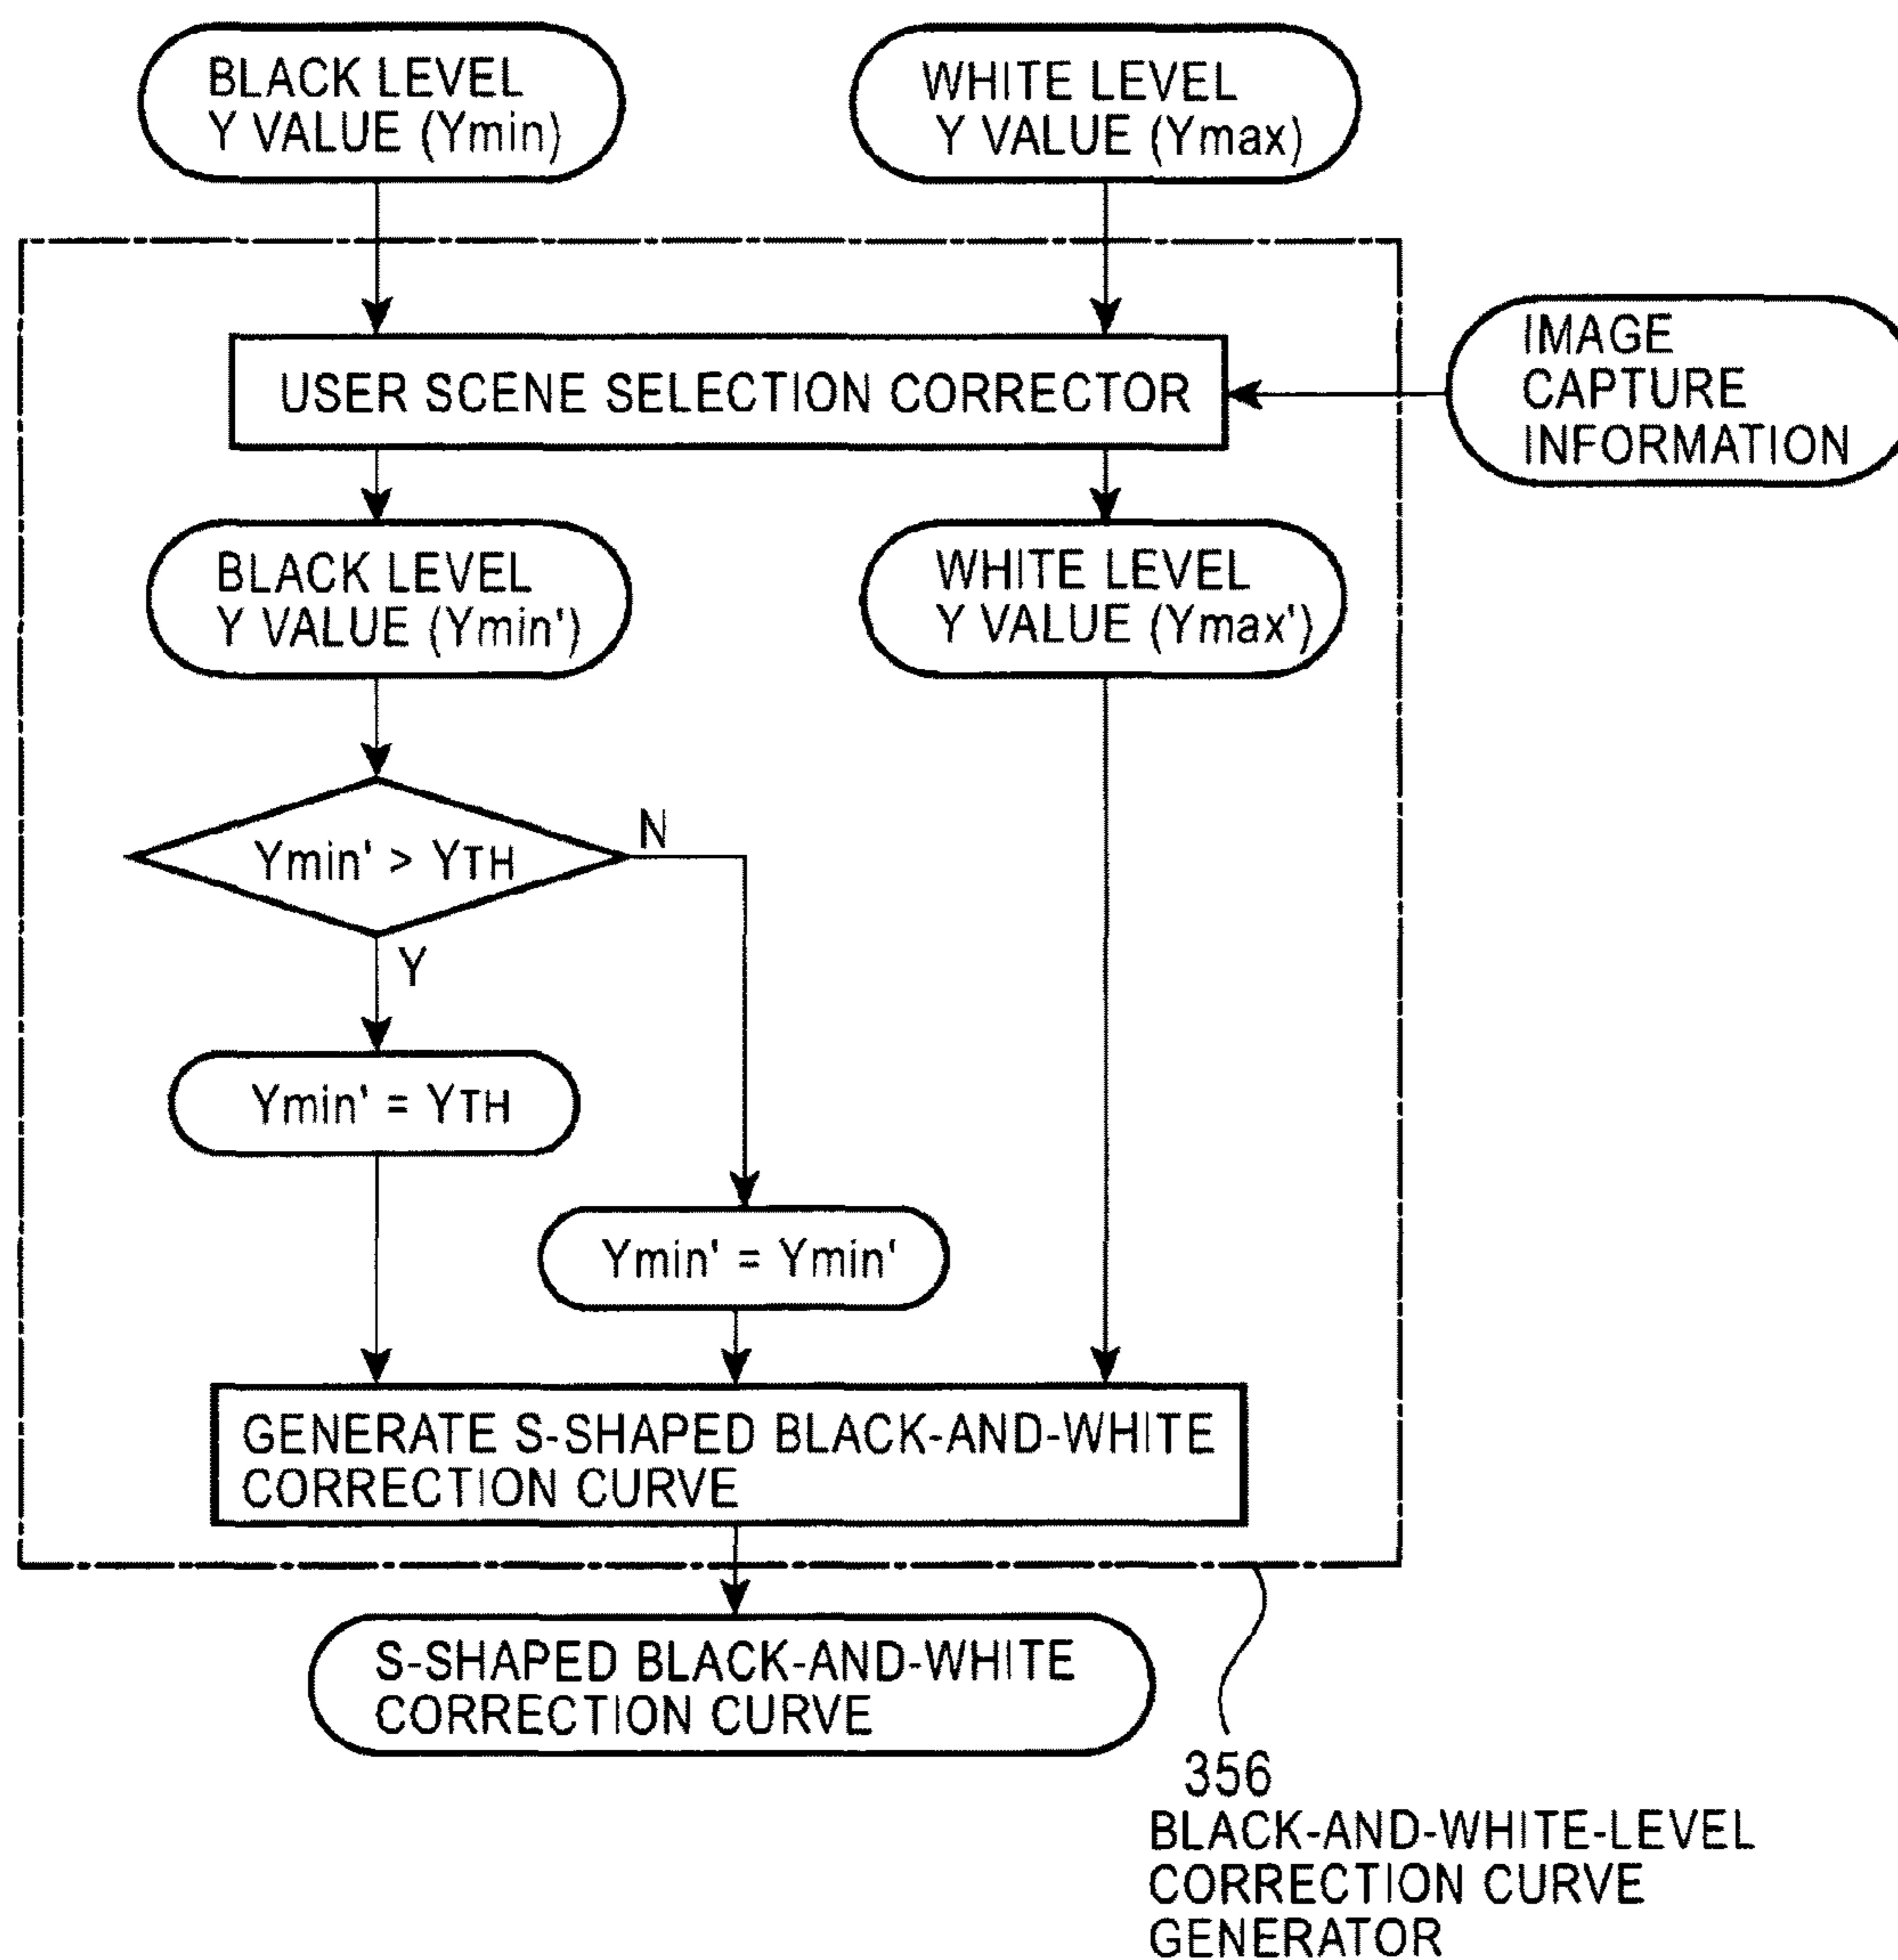 BLACK LEVEL
Y VALUE (Ymin)
WHITE LEVEL
Y VALUE (Ymax)
USER SCENE SELECTION CORRECTOR
IMAGE
CAPTURE
INFORMATION
BLACK LEVEL
Y VALUE (Ymin')
WHITE LEVEL
Y VALUE (Ymax')
Ymin' > YTH
N
Y
Ymin' = YTH
Ymin' = Ymin'
GENERATE S-SHAPED BLACK-AND-WHITE
CORRECTION CURVE
S-SHAPED BLACK-AND-WHITE
CORRECTION CURVE
356
BLACK-AND-WHITE-LEVEL
CORRECTION CURVE
GENERATOR